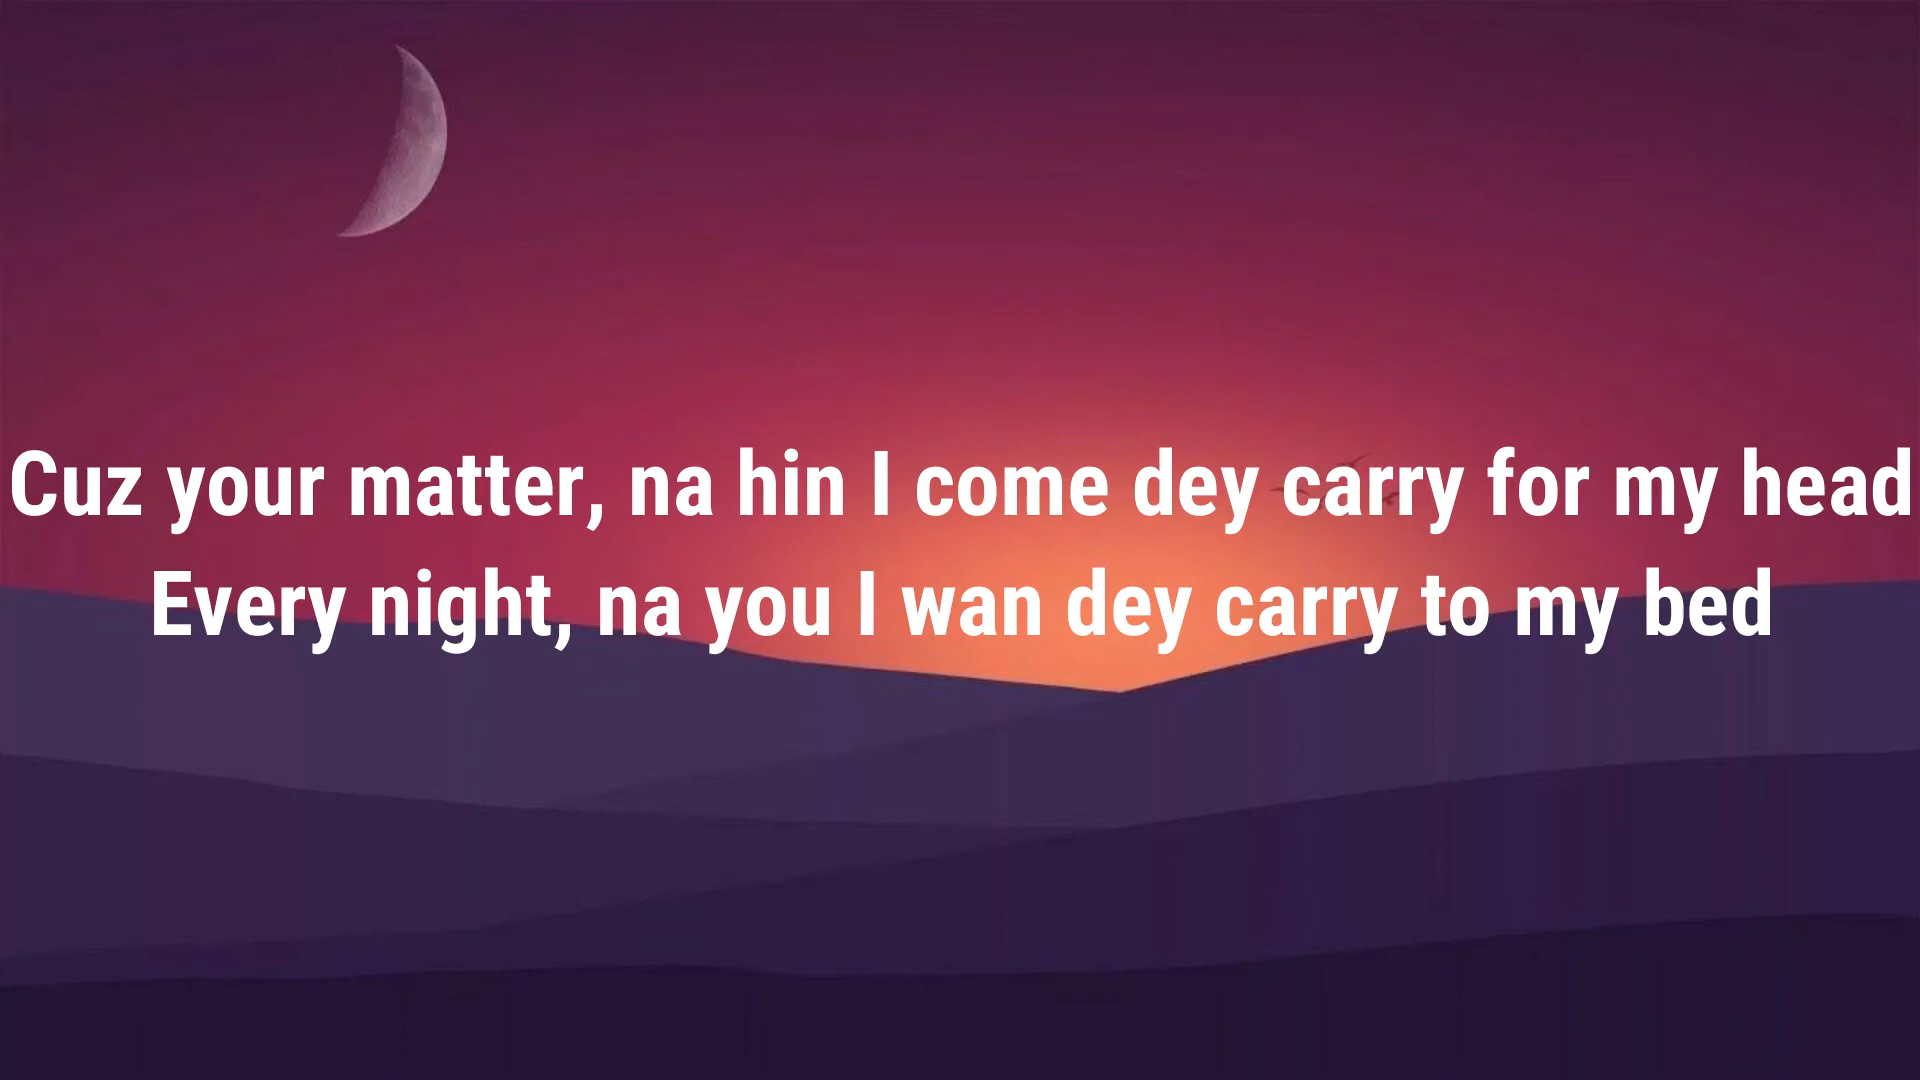 Cuz your matter, na hin I come dey carry for my head
Every night, na you I wan dey carry to my bed